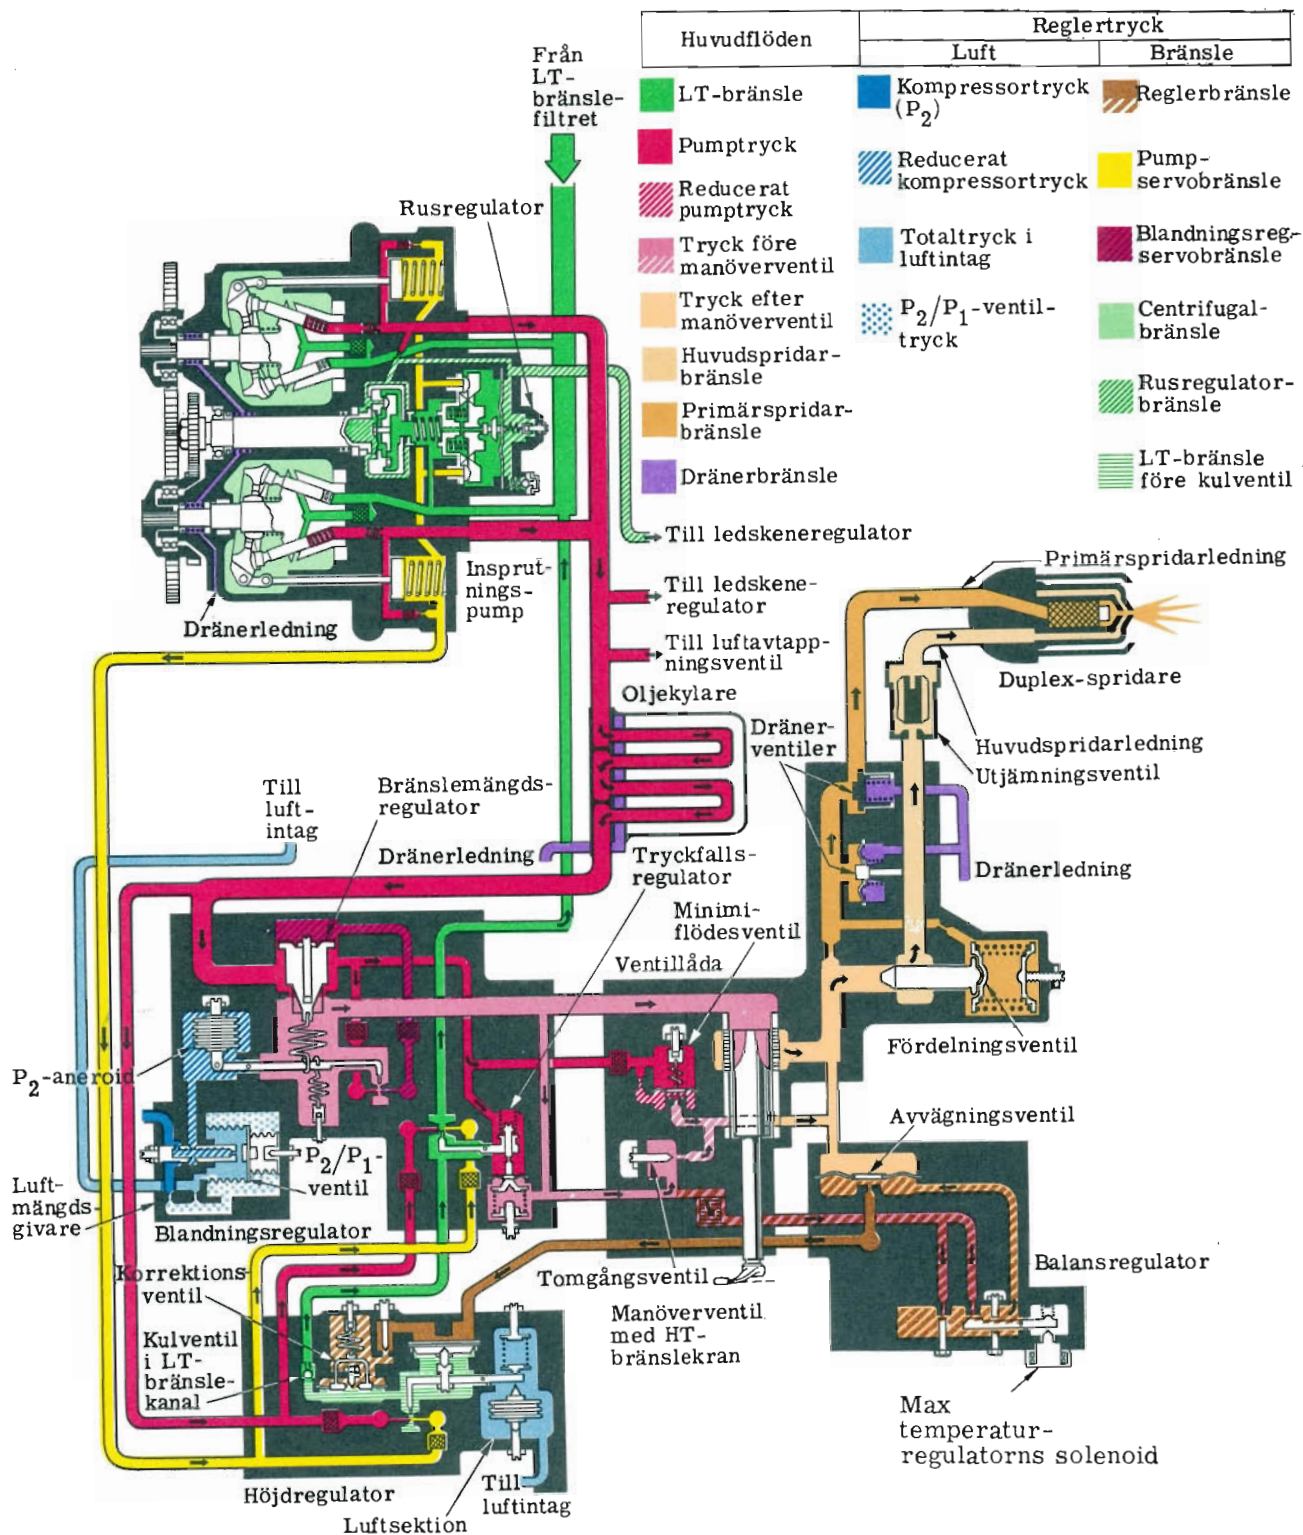 Huvudflöden
Reglertryck
Luft
Bränsle
LT-bränsle
Pumptryck
Reducerat
pumptryck
Tryck före
manöverventil
Tryck efter
manöverventil
Huvudspridar-
bränsle
Primärspridar-
bränsle
Dränerbränsle
Kompressortryck
(P2)
Reducerat
kompressortryck
Totaltryck i
luftintag
P2/P1-ventil-
tryck
Reglerbränsle
Pump-
servobränsle
Blandningsreg-
servobränsle
Centrifugal-
bränsle
Rusregulator-
bränsle
LT-bränsle
före kulventil
Från
LT-
bränsle-
filtret
Rusregulator
Insprut-
nings-
pump
Dränerledning
Till ledskeneregulator
Till ledskene-
regulator
Till luftavtapp-
ningsventil
Oljekylare
Primärspridarledning
Duplex-spridare
Dräner-
ventiler
Huvudspridarledning
Utjämningsventil
Till
luft-
intag
Bränslemängds-
regulator
Dränerledning
Tryckfalls-
regulator
Dränerledning
Minimi-
flödesventil
Ventillåda
Fördelningsventil
P2-aneroid
Avvägningsventil
P2/P1-
ventil
Luft-
mängds-
givare
Blandningsregulator
Korrektions-
ventil
Tomgångsventil
Balansregulator
Manöverventil
med HT-
bränslekran
Kulventil
i LT-
bränsle-
kanal
Max
temperatur-
regulatorns solenoid
Höjdregulator
Till
luftintag
Luftsektion